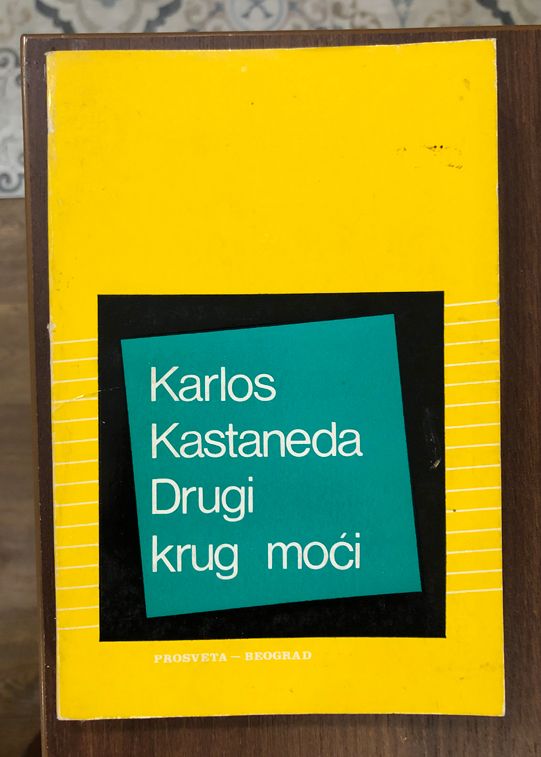 Karlos
Kastaneda
Drugi
krug moći
PROSVETA – BEOGRAD